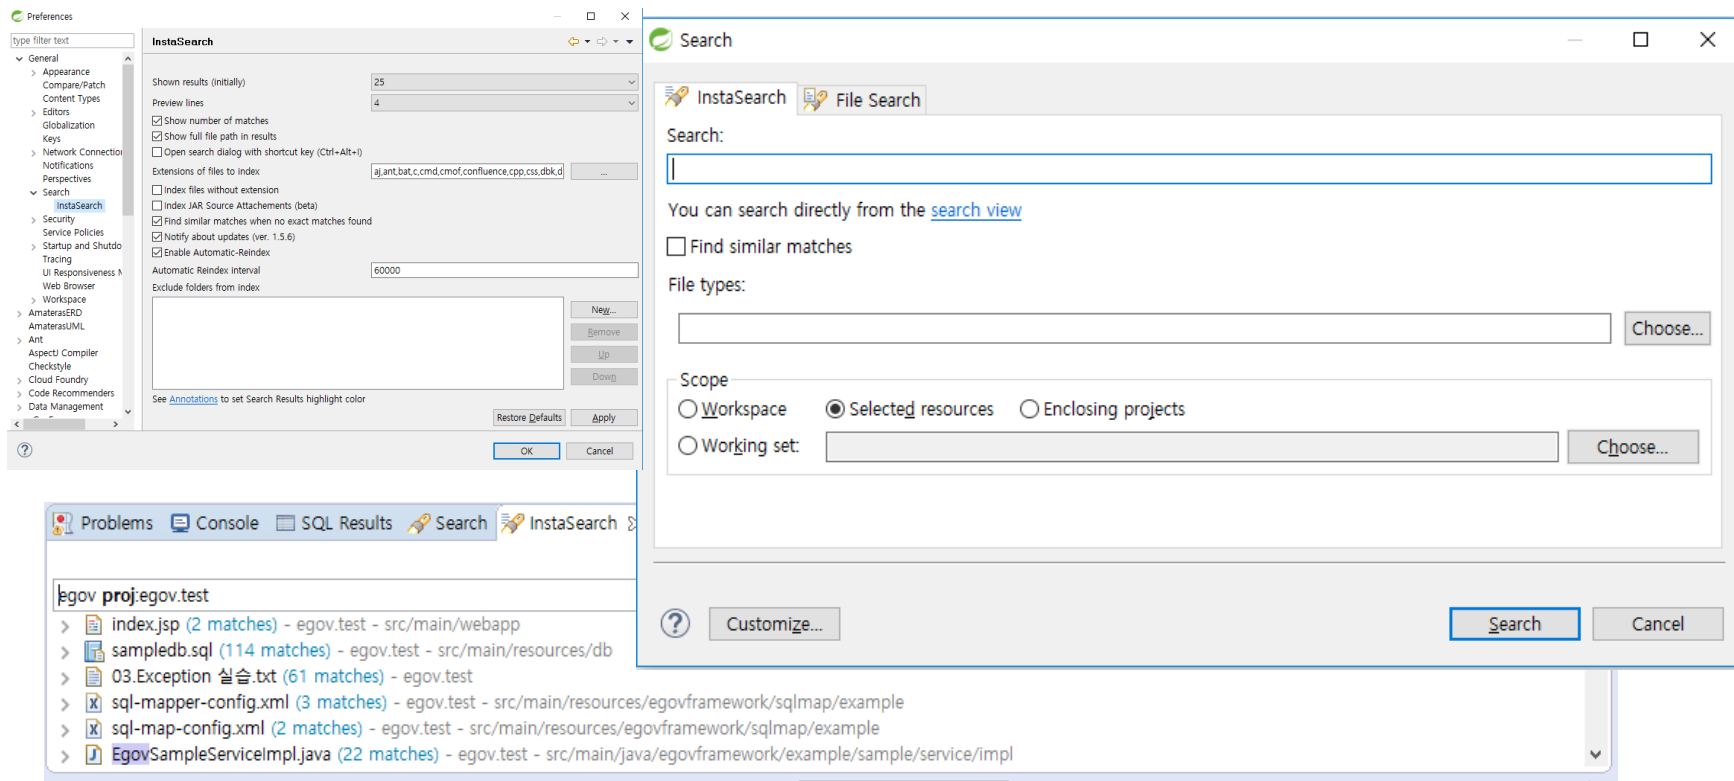 Preferences
type filter text
General
Appearance
Compare/Patch
Content Types
Editors
Globalization
Keys
Network Connection
Notifications
Perspectives
Search
InstaSearch
Security
Service Policies
Startup and Shutdo
Tracing
UI Responsiveness M
Web Browser
Workspace
AmaterasERD
AmaterasUML
Ant
AspectJ Compiler
Checkstyle
Cloud Foundry
Code Recommenders
Data Management
InstaSearch
Shown results (initially) 25
Preview lines 4
Show number of matches
Show full file path in results
Open search dialog with shortcut key (Ctrl+Alt+I)
Extensions of files to index aj,ant,bat,c,cmd,cmof,confluence,cpp,css,dbk,d ...
Index files without extension
Index JAR Source Attachements (beta)
Find similar matches when no exact matches found
Notify about updates (ver. 1.5.6)
Enable Automatic-Reindex
Automatic Reindex interval 60000
Exclude folders from index
New...
Remove
Up
Down
See Annotations to set Search Results highlight color
Restore Defaults Apply
OK Cancel
Search
InstaSearch File Search
Search:
You can search directly from the search view
Find similar matches
File types:
Choose...
Scope
Workspace Selected resources Enclosing projects
Working set: Choose...
Customize... Search Cancel
Problems Console SQL Results Search InstaSearch
egov proj:egov.test
index.jsp (2 matches) - egov.test - src/main/webapp
sampledb.sql (114 matches) - egov.test - src/main/resources/db
03.Exception 실습.txt (61 matches) - egov.test
sql-mapper-config.xml (3 matches) - egov.test - src/main/resources/egovframework/sqlmap/example
sql-map-config.xml (2 matches) - egov.test - src/main/resources/egovframework/sqlmap/example
EgovSampleServiceImpl.java (22 matches) - egov.test - src/main/java/egovframework/example/sample/service/impl